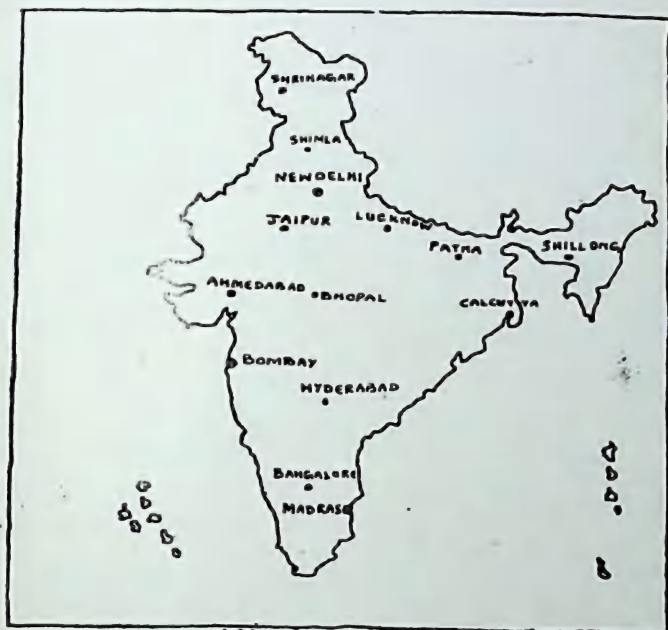 SHRINAGAR
SHIMLA
NEWDELHI
JAIPUR
LUCKNOW
PATNA
SHILLONG
AHMEDABAD
BHOPAL
CALCUTTA
BOMBAY
HYDERABAD
BANGALORE
MADRAS